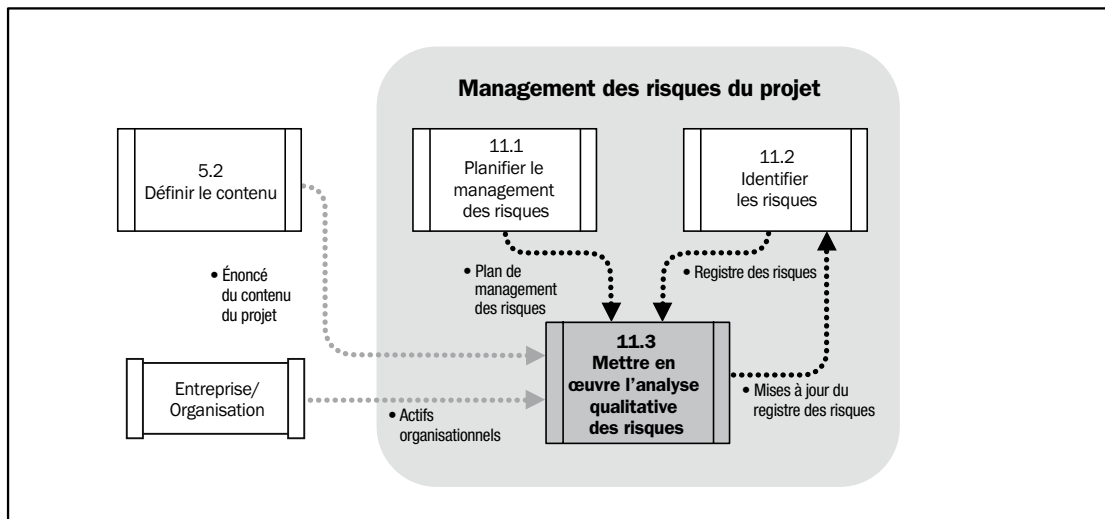 Management des risques du projet
5.2
Définir le contenu
11.1
Planifier le
management
des risques
11.2
Identifier
les risques
• Énoncé
du contenu
du projet
• Plan de
management
des risques
• Registre des risques
11.3
Mettre en
œuvre l’analyse
qualitative
des risques
Entreprise/
Organisation
• Actifs
organisationnels
• Mises à jour du
registre des risques